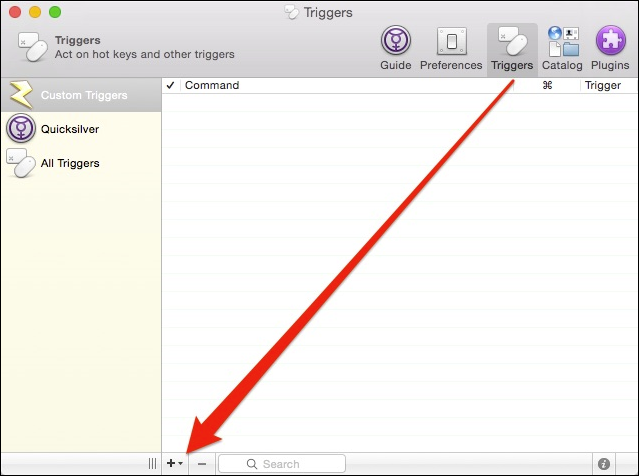 Triggers
Triggers
Act on hot keys and other triggers
Guide Preferences Triggers Catalog Plugins
✓ Command ⌘ Trigger
Custom Triggers
Quicksilver
All Triggers
+ − Search